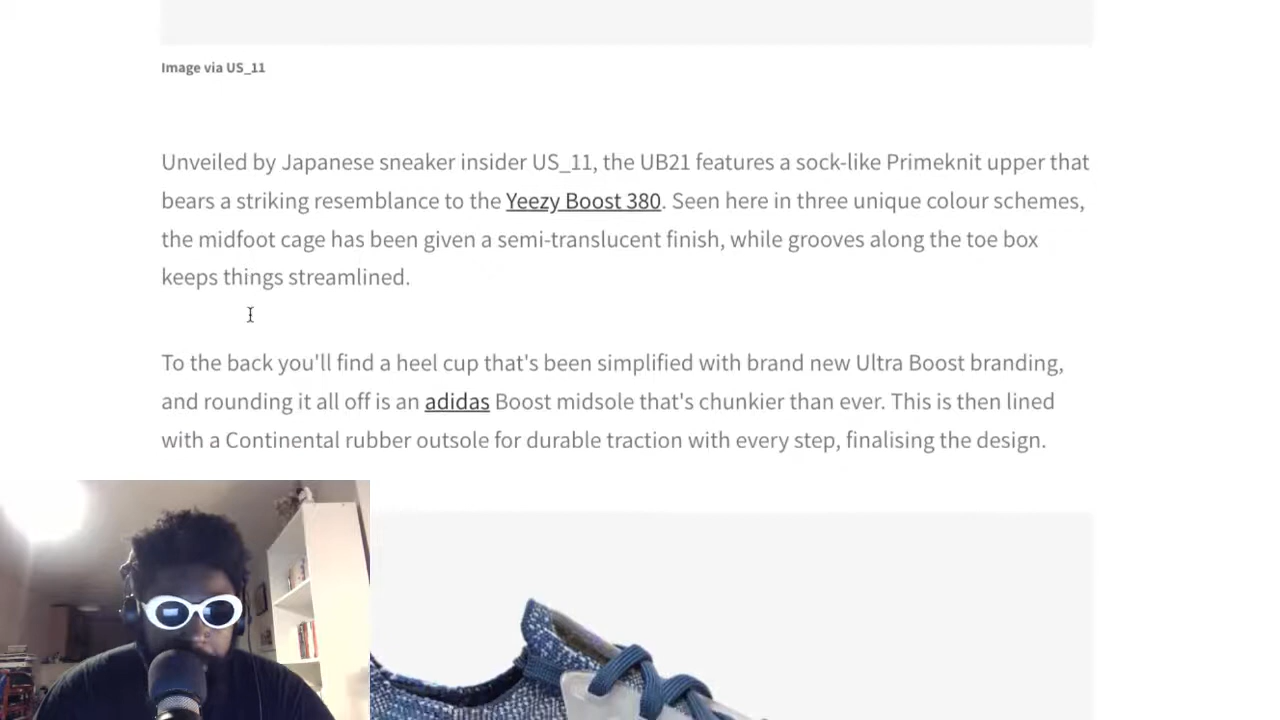 Image via US_11
Unveiled by Japanese sneaker insider US_11, the UB21 features a sock-like Primeknit upper that
bears a striking resemblance to the Yeezy Boost 380. Seen here in three unique colour schemes,
the midfoot cage has been given a semi-translucent finish, while grooves along the toe box
keeps things streamlined.
To the back you'll find a heel cup that's been simplified with brand new Ultra Boost branding,
and rounding it all off is an adidas Boost midsole that's chunkier than ever. This is then lined
with a Continental rubber outsole for durable traction with every step, finalising the design.